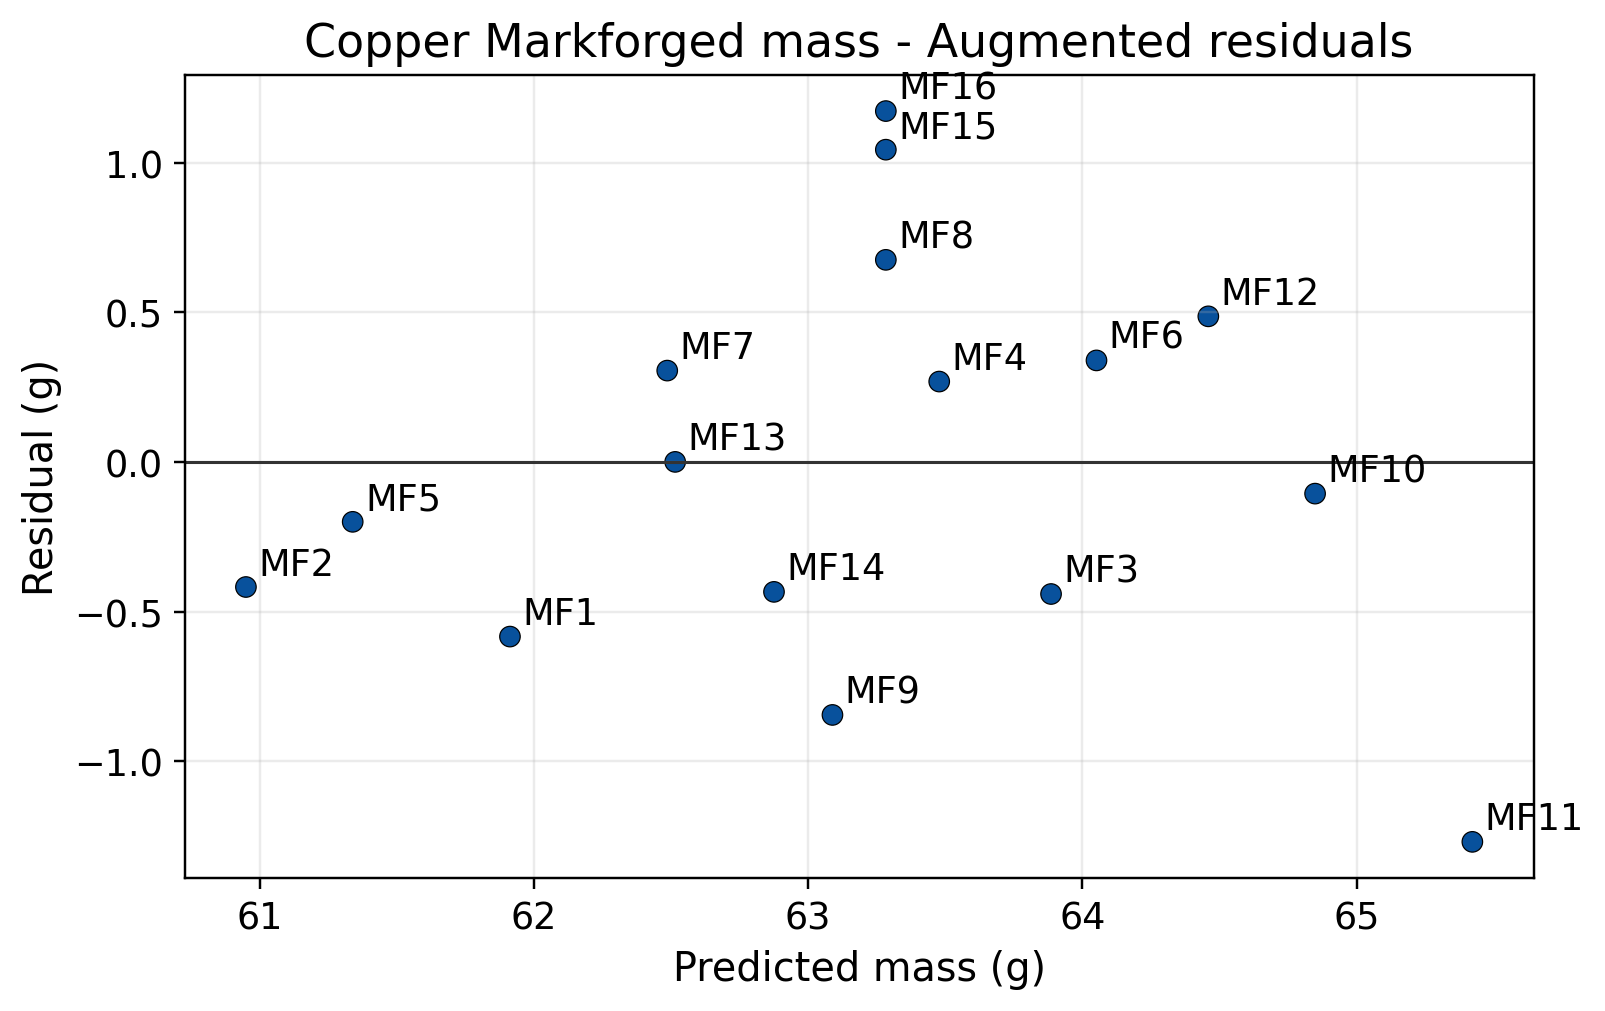 Copper Markforged mass - Augmented residuals
MF16
MF15
1.0
MF8
MF12
0.5
MF6
MF7
MF4
MF13
0.0
MF10
MF5
MF2
MF14
MF3
−0.5
MF1
MF9
−1.0
MF11
Residual (g)
61
62
63
64
65
Predicted mass (g)